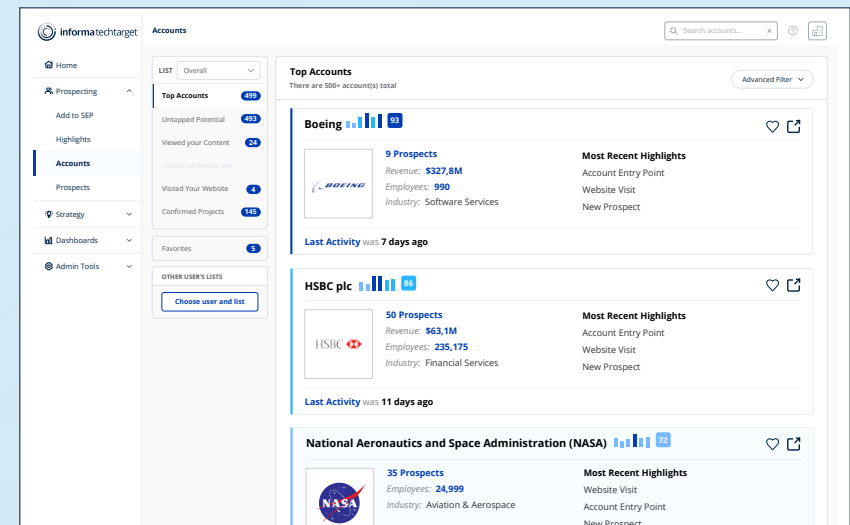 informatechtarget
Accounts
Search accounts... ×
Home
Prospecting
Add to SEP
Highlights
Accounts
Prospects
Strategy
Dashboards
Admin Tools
LIST Overall
Top Accounts 499
Untapped Potential 493
Viewed your Content 24
Clicked on Banner Ad
Visited Your Website 4
Confirmed Projects 145
Favorites 5
OTHER USER'S LISTS
Choose user and list
Top Accounts
There are 500+ account(s) total
Advanced Filter
Boeing 93
BOEING
9 Prospects
Revenue: $327,8M
Employees: 990
Industry: Software Services
Most Recent Highlights
Account Entry Point
Website Visit
New Prospect
Last Activity was 7 days ago
HSBC plc 86
HSBC
50 Prospects
Revenue: $63,1M
Employees: 235,175
Industry: Financial Services
Most Recent Highlights
Account Entry Point
Website Visit
New Prospect
Last Activity was 11 days ago
National Aeronautics and Space Administration (NASA) 72
NASA
35 Prospects
Employees: 24,999
Industry: Aviation & Aerospace
Most Recent Highlights
Website Visit
Account Entry Point
New Prospect